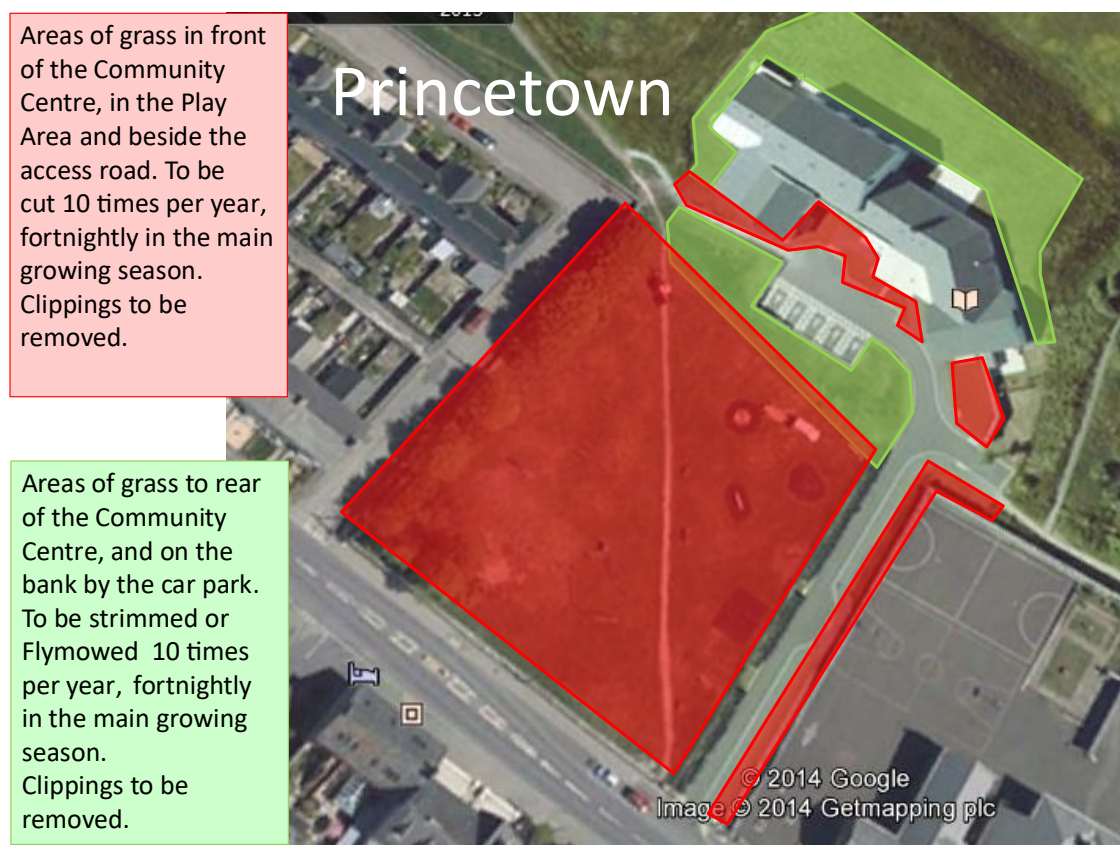 2015
Princetown
Areas of grass in front
of the Community
Centre, in the Play
Area and beside the
access road. To be
cut 10 times per year,
fortnightly in the main
growing season.
Clippings to be
removed.
Areas of grass to rear
of the Community
Centre, and on the
bank by the car park.
To be strimmed or
Flymowed 10 times
per year, fortnightly
in the main growing
season.
Clippings to be
removed.
© 2014 Google
Image © 2014 Getmapping plc